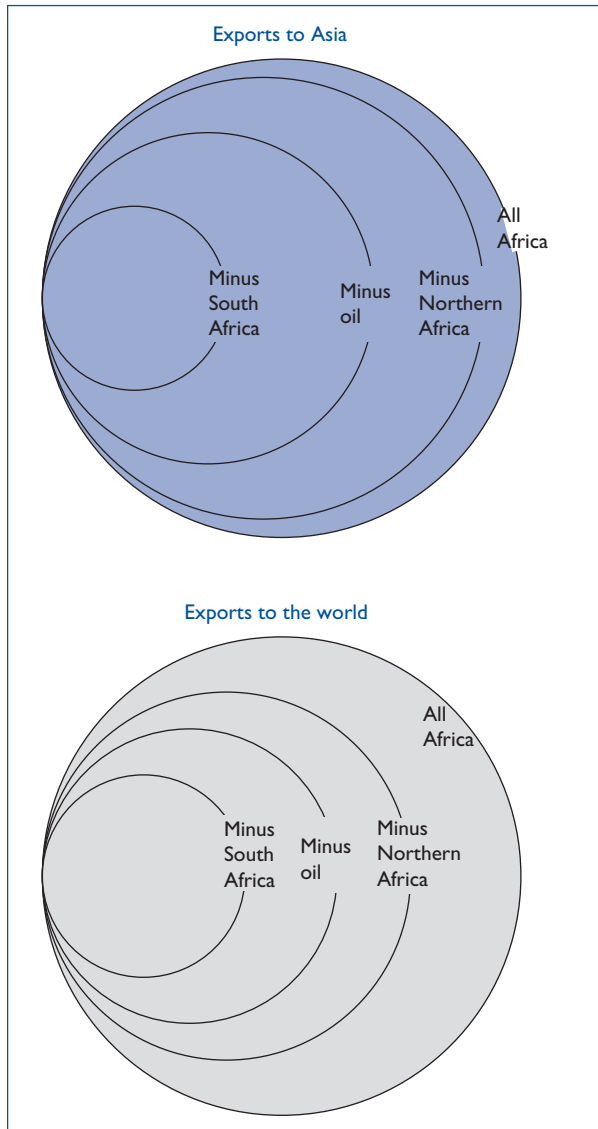 Exports to Asia
All
Africa
Minus
South
Africa
Minus
oil
Minus
Northern
Africa
Exports to the world
All
Africa
Minus
South
Africa
Minus
oil
Minus
Northern
Africa